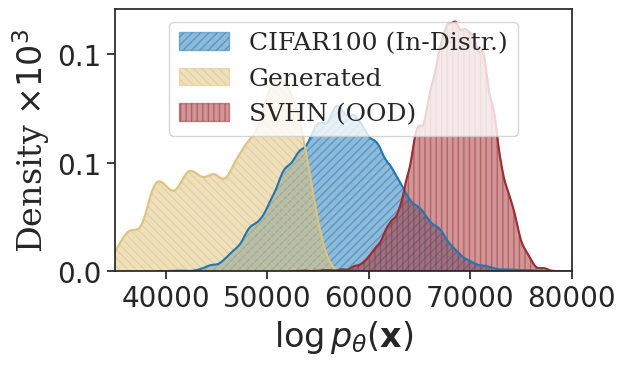 CIFAR100 (In-Distr.)
Generated
SVHN (OOD)
Density ×10³
0.1
0.1
0.0
40000 50000 60000 70000 80000
log p_θ(x)